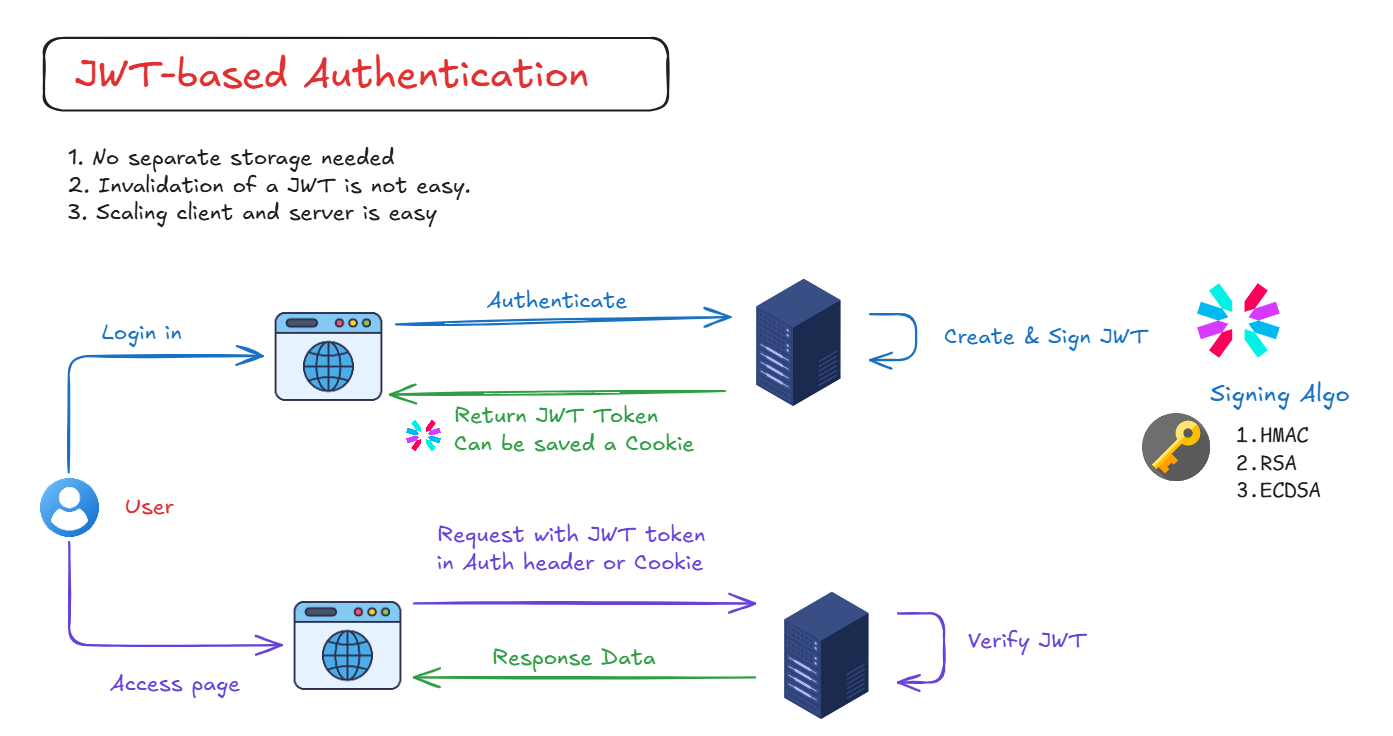 JWT-based Authentication
1. No separate storage needed
2. Invalidation of a JWT is not easy.
3. Scaling client and server is easy
Authenticate
Login in
Create & Sign JWT
Return JWT Token
Can be saved a Cookie
Signing Algo
1.HMAC
2.RSA
3.ECDSA
User
Request with JWT token
in Auth header or Cookie
Verify JWT
Response Data
Access page